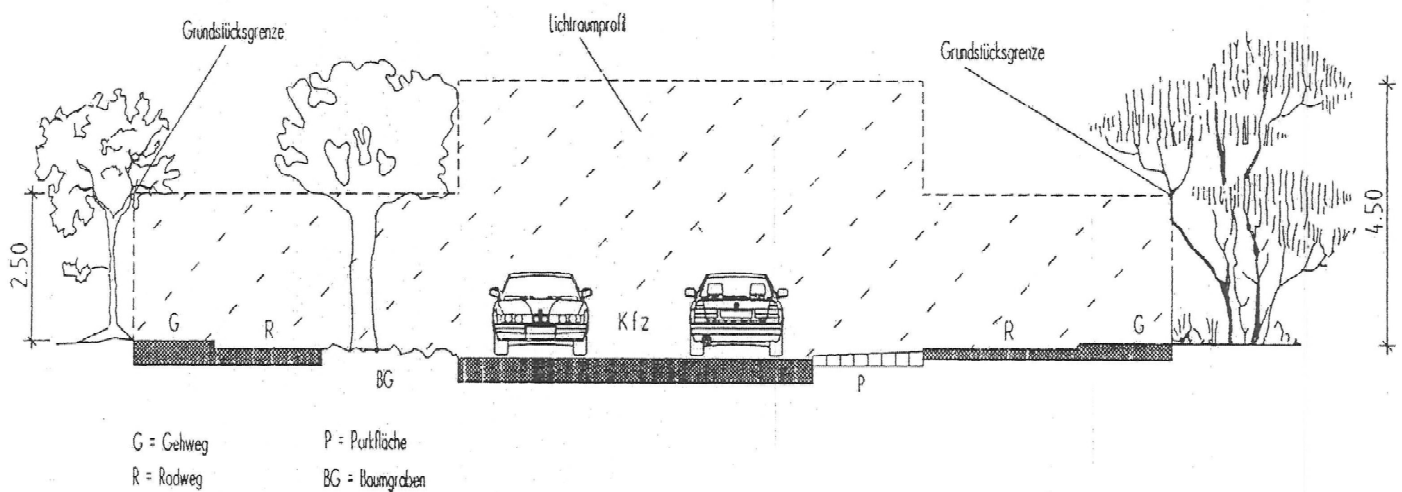 Grundstücksgrenze
Lichtraumprofil
Grundstücksgrenze
2.50
4.50
G
R
BG
Kfz
P
R
G
G = Gehweg
P = Parkfläche
R = Radweg
BG = Baumgraben